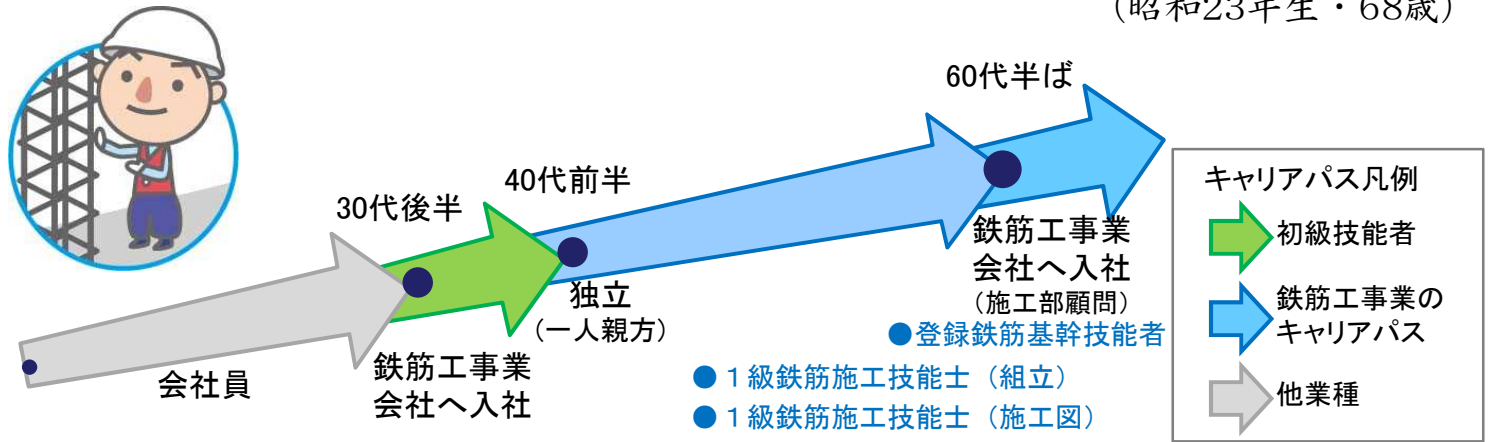 （昭和23年生・68歳）
60代半ば
40代前半
30代後半
鉄筋工事業
会社へ入社
（施工部顧問）
独立
（一人親方）
鉄筋工事業
会社へ入社
会社員
●登録鉄筋基幹技能者
●１級鉄筋施工技能士（組立）
●１級鉄筋施工技能士（施工図）
キャリアパス凡例
初級技能者
鉄筋工事業の
キャリアパス
他業種